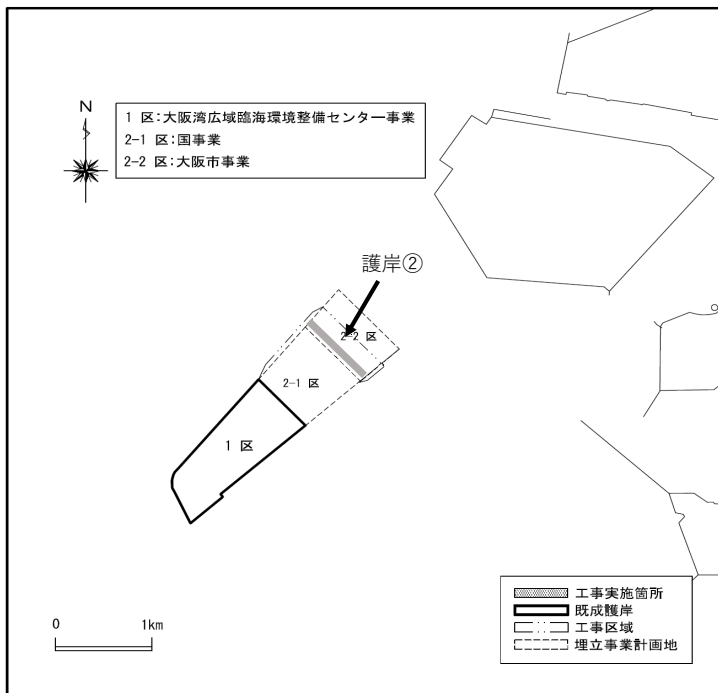 N
1 区:大阪湾広域臨海環境整備センター事業
2-1 区:国事業
2-2 区:大阪市事業
護岸②
2-2 区
2-1 区
1 区
0 1km
工事実施箇所
既成護岸
工事区域
埋立事業計画地